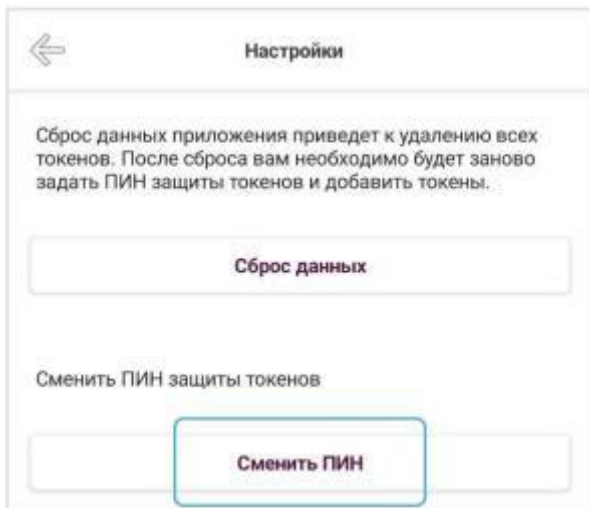 Настройки
Сброс данных приложения приведет к удалению всех
токенов. После сброса вам необходимо будет заново
задать ПИН защиты токенов и добавить токены.
Сброс данных
Сменить ПИН защиты токенов
Сменить ПИН